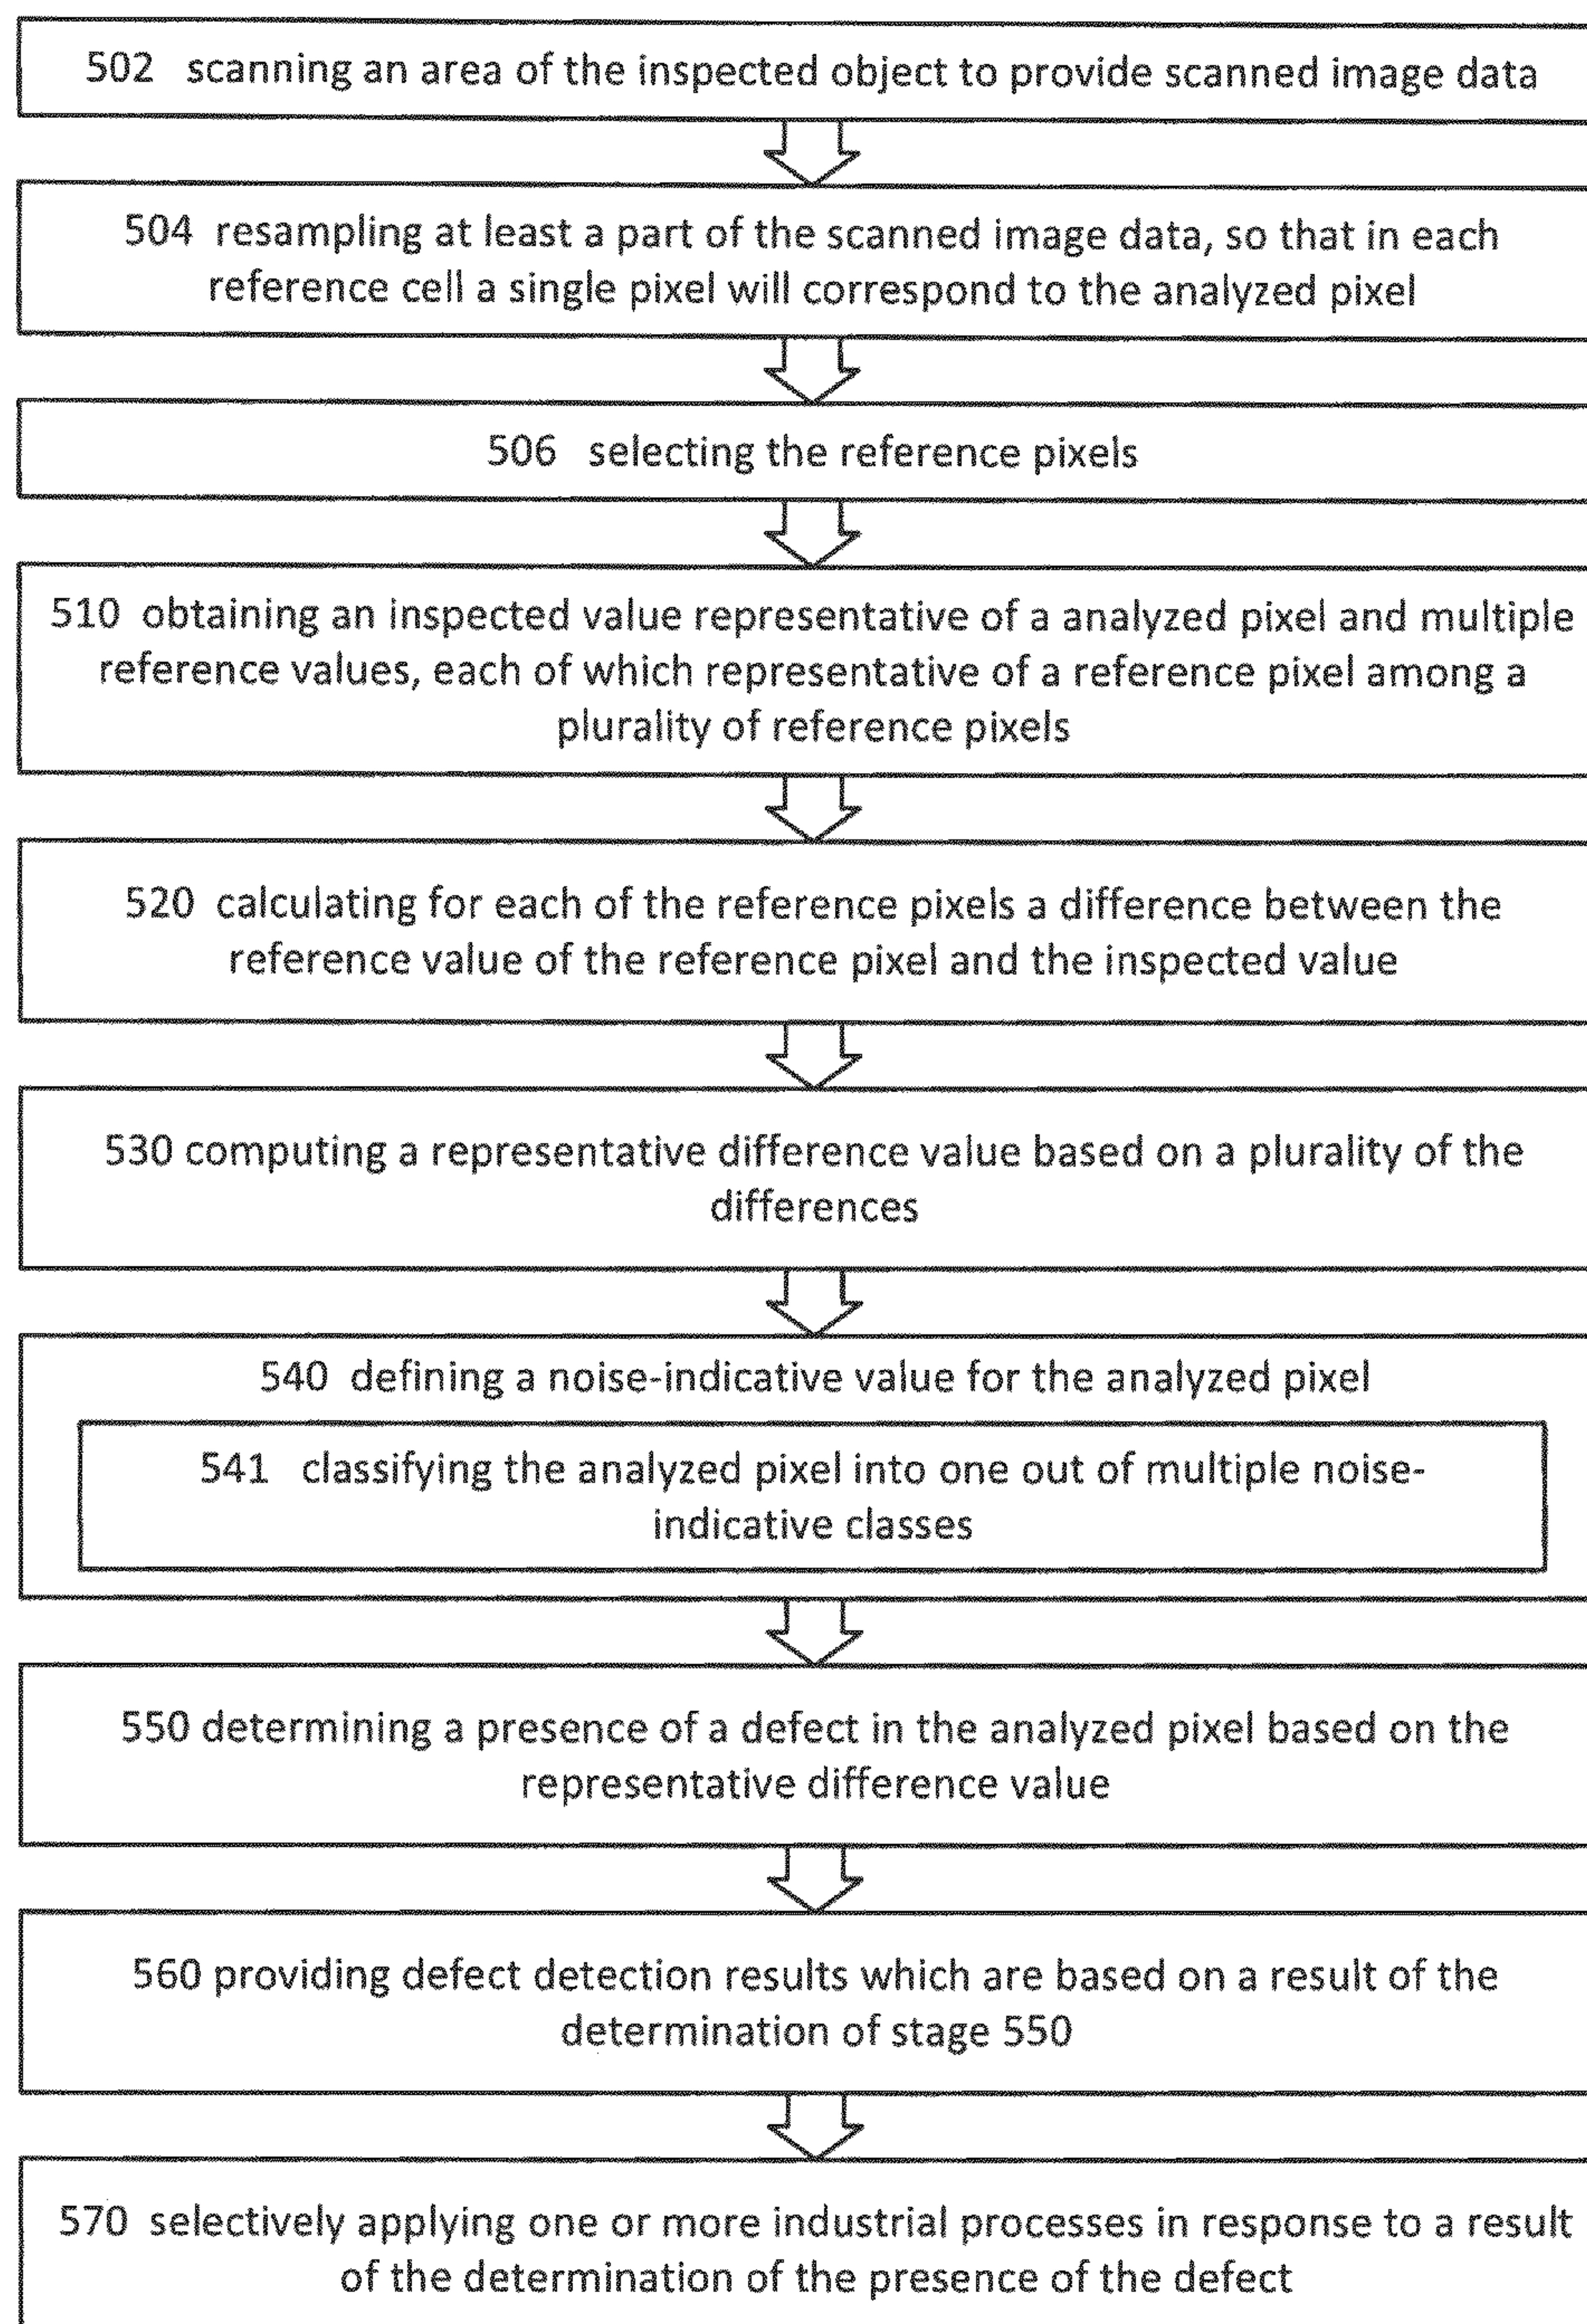 502 scanning an area of the inspected object to provide scanned image data
504 resampling at least a part of the scanned image data, so that in each
reference cell a single pixel will correspond to the analyzed pixel
506 selecting the reference pixels
510 obtaining an inspected value representative of a analyzed pixel and multiple
reference values, each of which representative of a reference pixel among a
plurality of reference pixels
520 calculating for each of the reference pixels a difference between the
reference value of the reference pixel and the inspected value
530 computing a representative difference value based on a plurality of the
differences
540 defining a noise-indicative value for the analyzed pixel
541 classifying the analyzed pixel into one out of multiple noise-
indicative classes
550 determining a presence of a defect in the analyzed pixel based on the
representative difference value
560 providing defect detection results which are based on a result of the
determination of stage 550
570 selectively applying one or more industrial processes in response to a result
of the determination of the presence of the defect